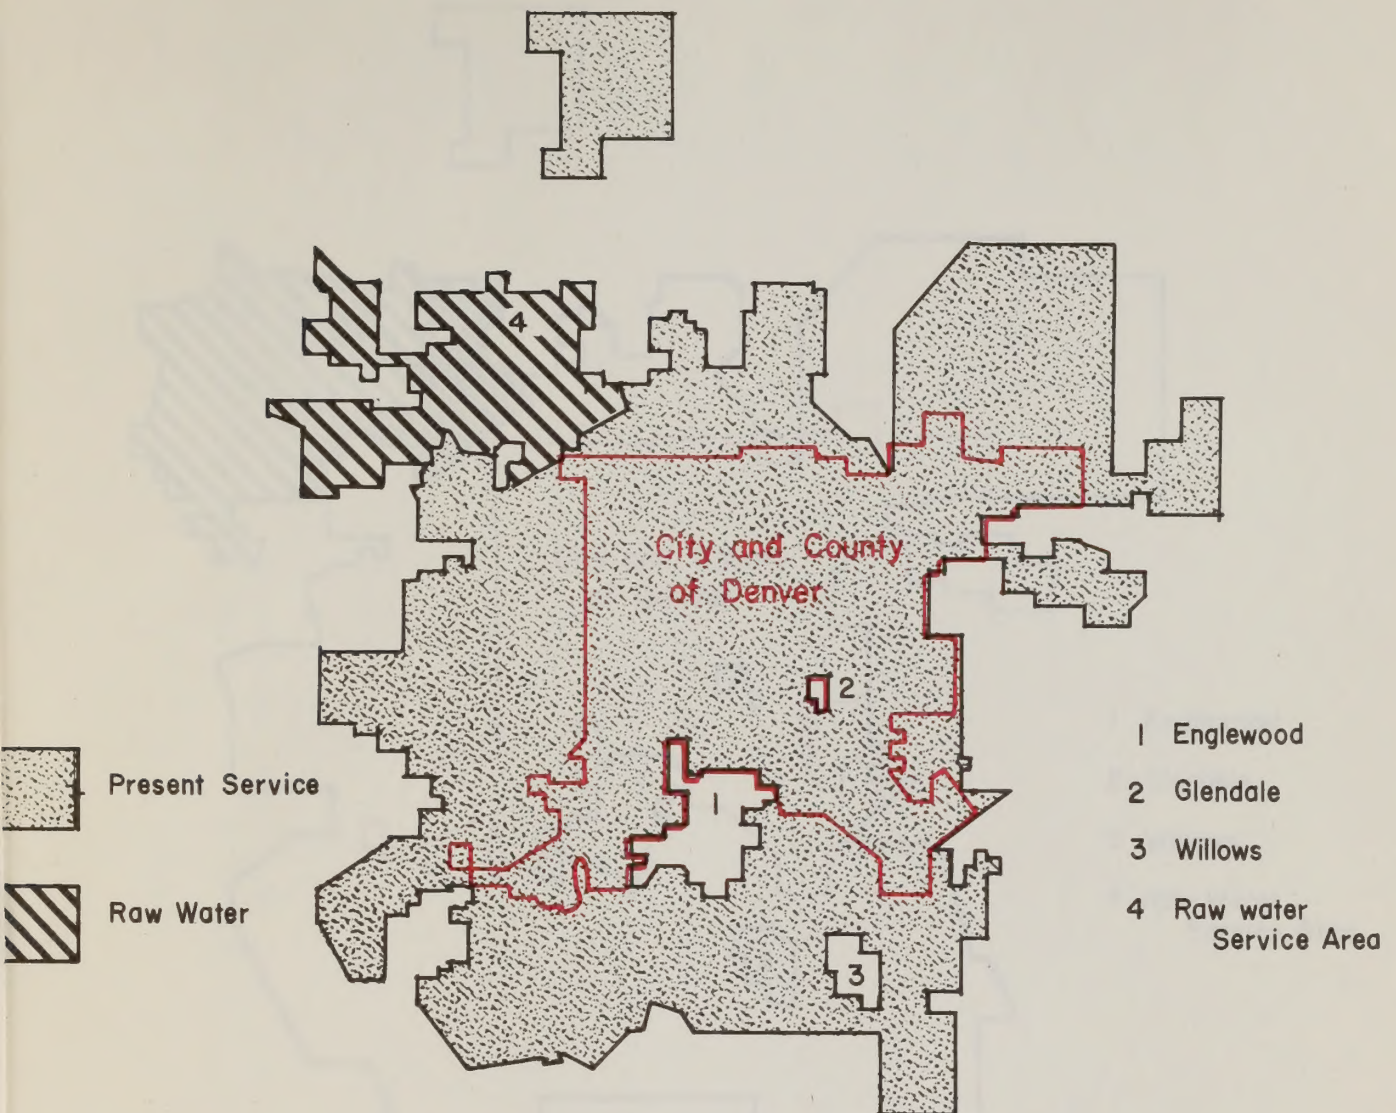 4
City and County
of Denver
2
1
3
Present Service
Raw Water
1 Englewood
2 Glendale
3 Willows
4 Raw water
Service Area